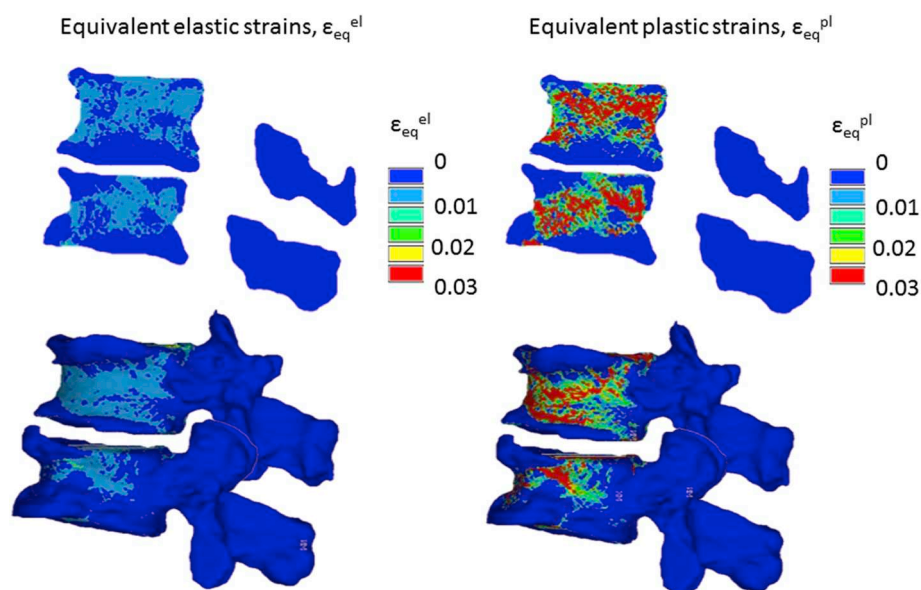 Equivalent elastic strains, εeqel
Equivalent plastic strains, εeqpl
εeqel
0
0.01
0.02
0.03
εeqpl
0
0.01
0.02
0.03